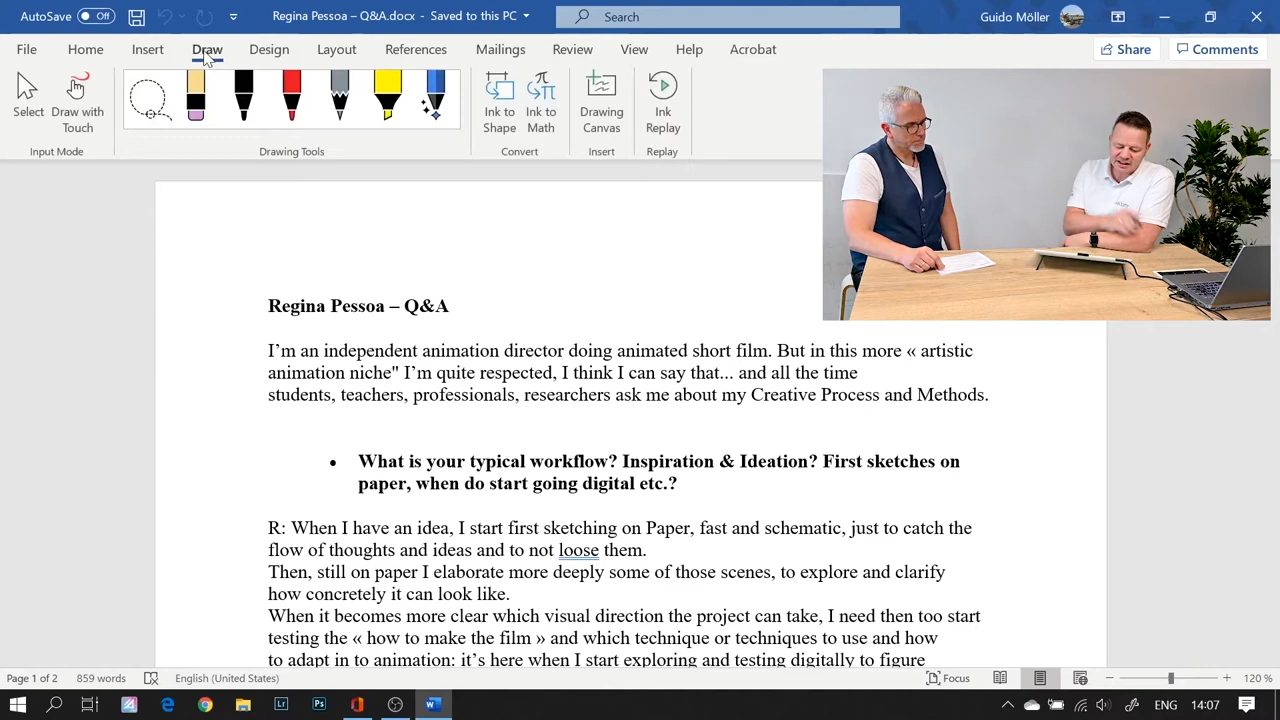 AutoSave Off
Regina Pessoa – Q&A.docx - Saved to this PC
Search
Guido Möller
File Home Insert Draw Design Layout References Mailings Review View Help Acrobat
Share Comments
Select
Draw with Touch
Ink to Shape
Ink to Math
Drawing Canvas
Ink Replay
Input Mode Drawing Tools Convert Insert Replay
Regina Pessoa – Q&A
I’m an independent animation director doing animated short film. But in this more « artistic
animation niche" I’m quite respected, I think I can say that... and all the time
students, teachers, professionals, researchers ask me about my Creative Process and Methods.
• What is your typical workflow? Inspiration & Ideation? First sketches on
paper, when do start going digital etc.?
R: When I have an idea, I start first sketching on Paper, fast and schematic, just to catch the
flow of thoughts and ideas and to not loose them.
Then, still on paper I elaborate more deeply some of those scenes, to explore and clarify
how concretely it can look like.
When it becomes more clear which visual direction the project can take, I need then too start
testing the « how to make the film » and which technique or techniques to use and how
to adapt in to animation: it’s here when I start exploring and testing digitally to figure
Page 1 of 2 859 words English (United States) Focus 120 %
Lr Ps ENG 14:07